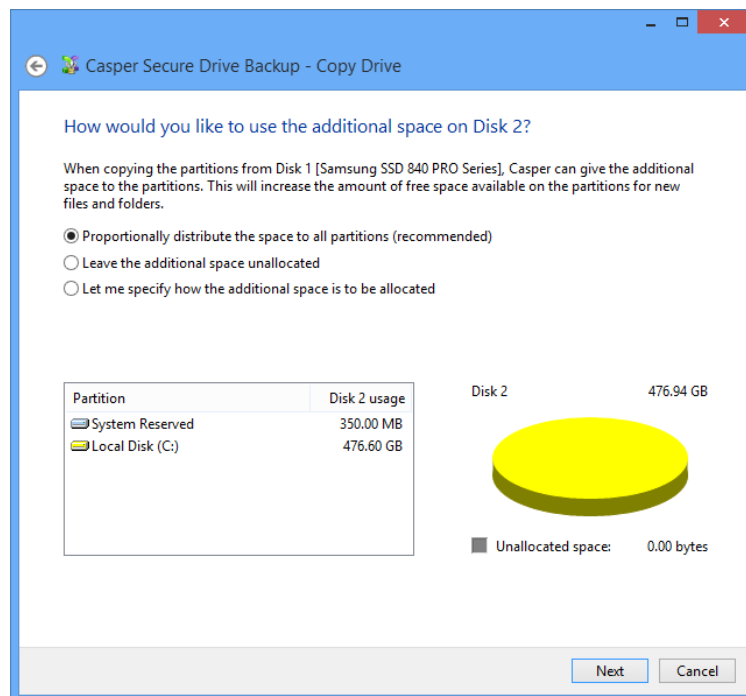 Casper Secure Drive Backup - Copy Drive
How would you like to use the additional space on Disk 2?
When copying the partitions from Disk 1 [Samsung SSD 840 PRO Series], Casper can give the additional
space to the partitions. This will increase the amount of free space available on the partitions for new
files and folders.
Proportionally distribute the space to all partitions (recommended)
Leave the additional space unallocated
Let me specify how the additional space is to be allocated
Partition Disk 2 usage
System Reserved 350.00 MB
Local Disk (C:) 476.60 GB
Disk 2 476.94 GB
Unallocated space: 0.00 bytes
Next Cancel